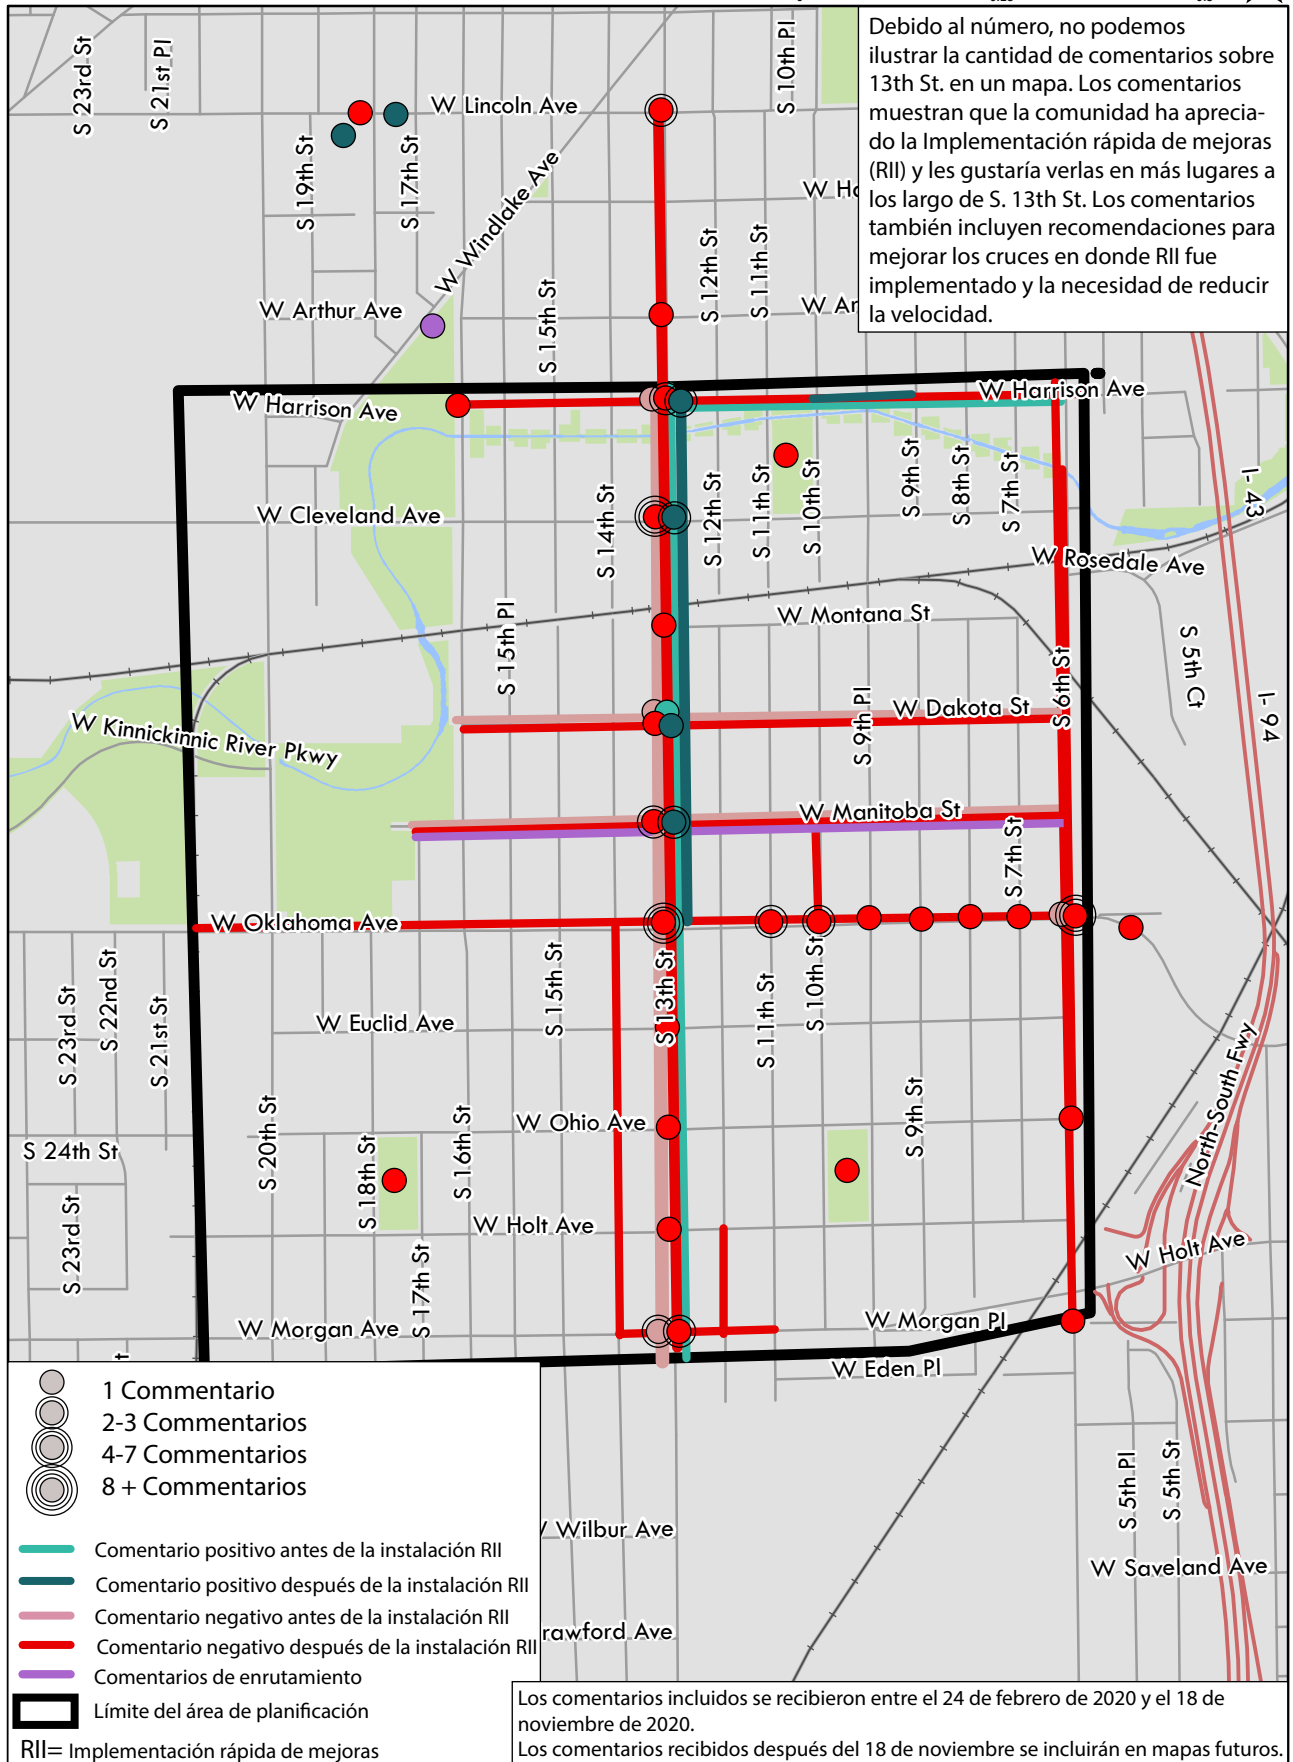 Debido al número, no podemos
ilustrar la cantidad de comentarios sobre
13th St. en un mapa. Los comentarios
muestran que la comunidad ha aprecia-
do la Implementación rápida de mejoras
(RII) y les gustaría verlas en más lugares a
los largo de S. 13th St. Los comentarios
también incluyen recomendaciones para
mejorar los cruces en donde RII fue
implementado y la necesidad de reducir
la velocidad.
S 23rd St
S 21st Pl
S 10th Pl
W Lincoln Ave
S 19th St
S 17th St
W Windlake Ave
W Ha
S 12th St
S 11th St
W Arthur Ave
S 15th St
W Ar
W Harrison Ave
W Harrison Ave
S 14th St
S 12th St
S 11th St
S 10th St
S 9th St
S 8th St
S 7th St
I- 43
W Cleveland Ave
W Rosedale Ave
W Montana St
S 15th Pl
S 5th Ct
S 6th St
S 9th Pl
W Dakota St
I- 94
W Kinnickinnic River Pkwy
W Manitoba St
S 7th St
W Oklahoma Ave
S 23rd St
S 22nd St
S 21st St
S 15th St
S 13th St
S 11th St
S 10th St
W Euclid Ave
North-South Fwy
S 20th St
S 18th St
S 16th St
S 9th St
W Ohio Ave
S 24th St
S 23rd St
W Holt Ave
W Holt Ave
S 17th St
W Morgan Ave
W Morgan Pl
W Eden Pl
t
1 Commentario
2-3 Commentarios
4-7 Commentarios
8 + Commentarios
S 5th Pl
S 5th St
W Wilbur Ave
W Saveland Ave
rawford Ave
Comentario positivo antes de la instalación RII
Comentario positivo después de la instalación RII
Comentario negativo antes de la instalación RII
Comentario negativo después de la instalación RII
Comentarios de enrutamiento
Límite del área de planificación
RII= Implementación rápida de mejoras
Los comentarios incluidos se recibieron entre el 24 de febrero de 2020 y el 18 de
noviembre de 2020.
Los comentarios recibidos después del 18 de noviembre se incluirán en mapas futuros.